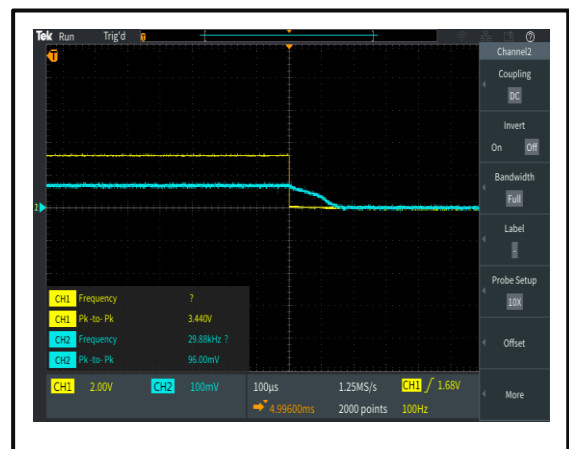 Tek Run Trig'd
Channel2
Coupling
DC
Invert
On Off
Bandwidth
Full
Label
-
Probe Setup
10X
Offset
More
CH1 Frequency ?
CH1 Pk-to-Pk 3.440V
CH2 Frequency 29.88kHz ?
CH2 Pk-to-Pk 96.00mV
CH1 2.00V CH2 100mV 100µs 1.25MS/s CH1 / 1.68V
4.99600ms 2000 points 100Hz